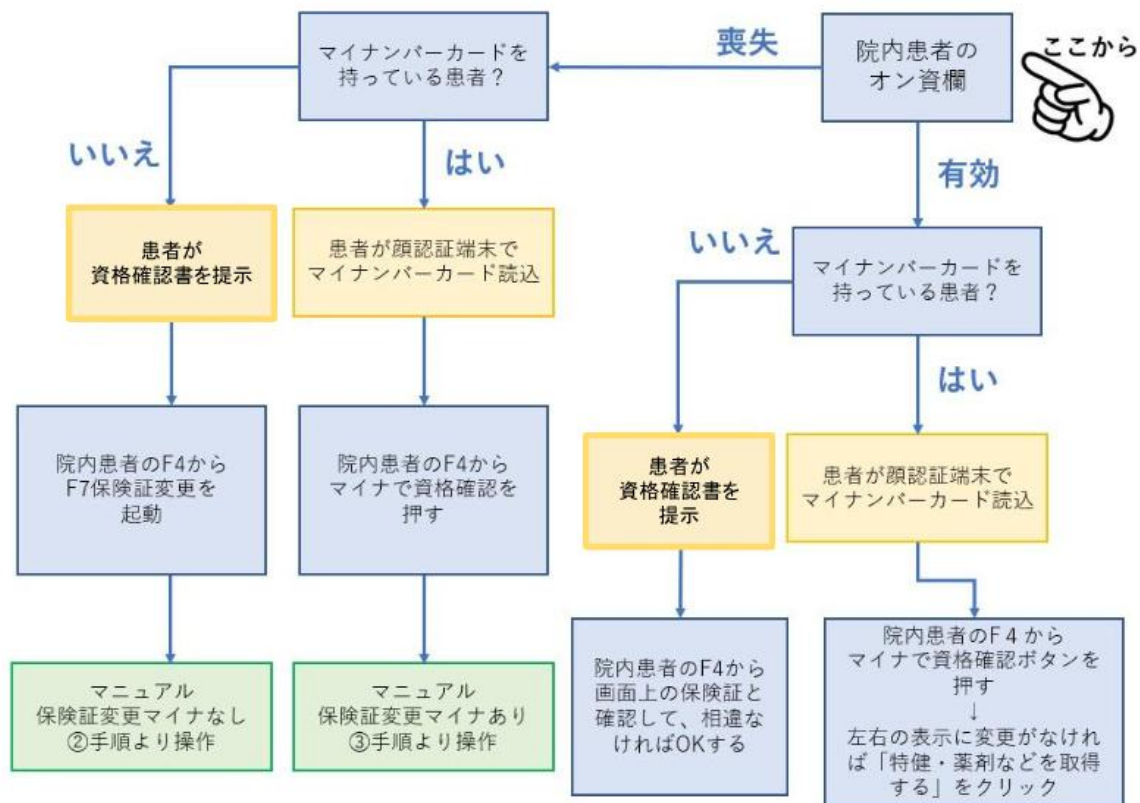 ここから
院内患者の
オン資欄
喪失
マイナンバーカードを
持っている患者？
いいえ
はい
患者が
資格確認書を提示
患者が顔認証端末で
マイナンバーカード読込
院内患者のF4から
F7保険証変更を
起動
院内患者のF4から
マイナで資格確認を
押す
マニュアル
保険証変更マイナなし
②手順より操作
マニュアル
保険証変更マイナあり
③手順より操作
有効
マイナンバーカードを
持っている患者？
いいえ
はい
患者が
資格確認書を
提示
患者が顔認証端末で
マイナンバーカード読込
院内患者のF4から
画面上の保険証と
確認して、相違な
ければOKする
院内患者のF４から
マイナで資格確認ボタンを
押す
↓
左右の表示に変更がなけれ
ば「特健・薬剤などを取得
する」をクリック